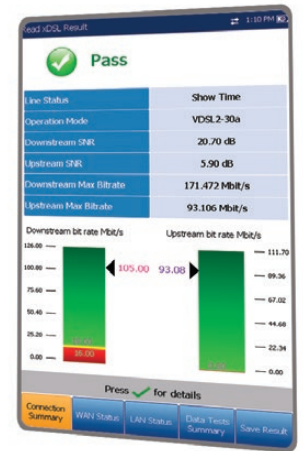 Read xDSL Result 1:10 PM
Pass
Line Status Show Time
Operation Mode VDSL2-30a
Downstream SNR 20.70 dB
Upstream SNR 5.90 dB
Downstream Max Bitrate 171.472 Mbit/s
Upstream Max Bitrate 93.106 Mbit/s
Downstream bit rate Mbit/s Upstream bit rate Mbit/s
126.00
100.80
75.60
50.40
25.20
0.00
16.00
105.00 93.08
111.70
89.36
67.02
44.68
22.34
0.00
Press for details
Connection Summary
WAN Status
LAN Status
Data Tests Summary
Save Result